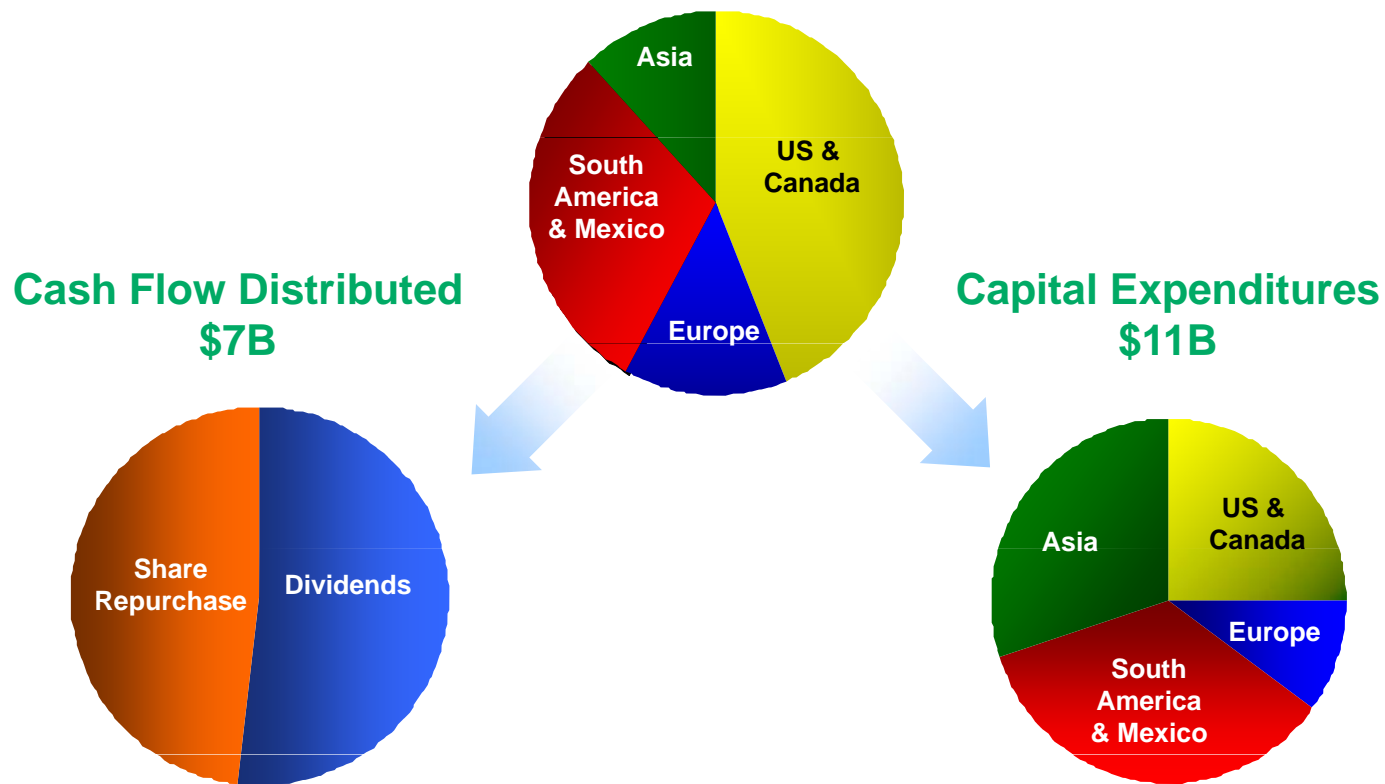 Asia
US &
Canada
South
America
& Mexico
Europe
Cash Flow Distributed
$7B
Capital Expenditures
$11B
Share
Repurchase
Dividends
US &
Canada
Asia
Europe
South
America
& Mexico